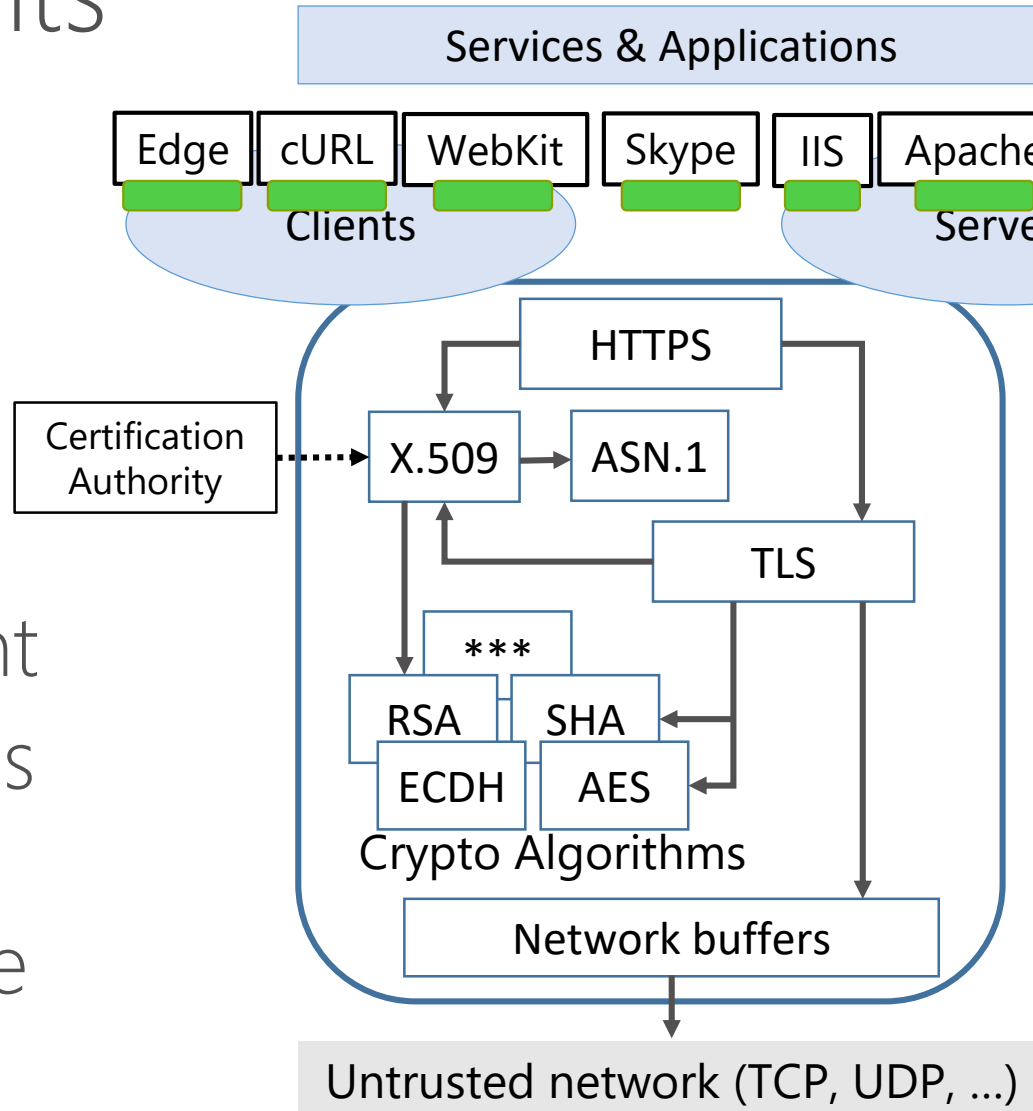 Services & Applications
Edge cURL WebKit Skype IIS Apache
Clients
HTTPS
Certification
Authority
X.509 ASN.1
TLS
***
RSA SHA
ECDH AES
Crypto Algorithms
Network buffers
Untrusted network (TCP, UDP, ...)